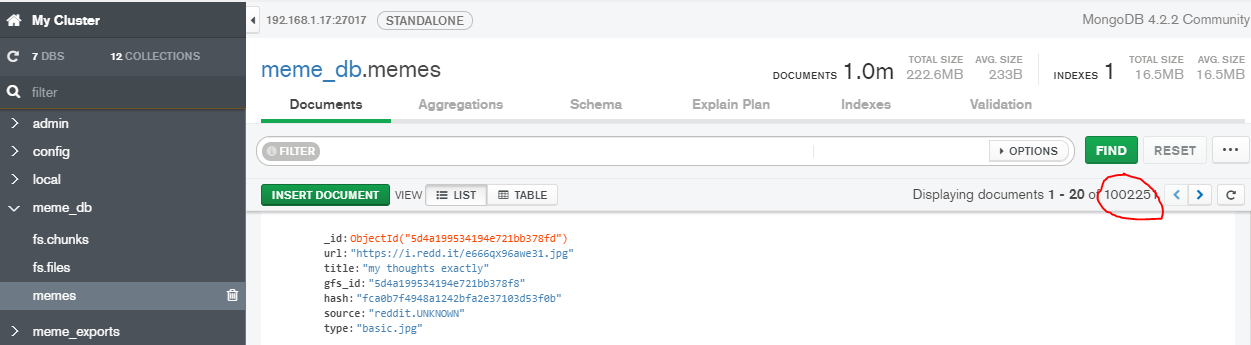 My Cluster
192.168.1.17:27017 STANDALONE MongoDB 4.2.2 Community
7 DBS 12 COLLECTIONS
filter
admin
config
local
meme_db
fs.chunks
fs.files
memes
meme_exports
meme_db.memes
DOCUMENTS 1.0m TOTAL SIZE 222.6MB AVG. SIZE 233B INDEXES 1 TOTAL SIZE 16.5MB AVG. SIZE 16.5MB
Documents Aggregations Schema Explain Plan Indexes Validation
FILTER OPTIONS FIND RESET
INSERT DOCUMENT VIEW LIST TABLE Displaying documents 1 - 20 of 1002251
_id: ObjectId("5d4a199534194e721bb378fd")
url: "https://i.redd.it/e666qx96awe31.jpg"
title: "my thoughts exactly"
gfs_id: "5d4a199534194e721bb378f8"
hash: "fca0b7f4948a1242bfa2e37103d53f0b"
source: "reddit.UNKNOWN"
type: "basic.jpg"